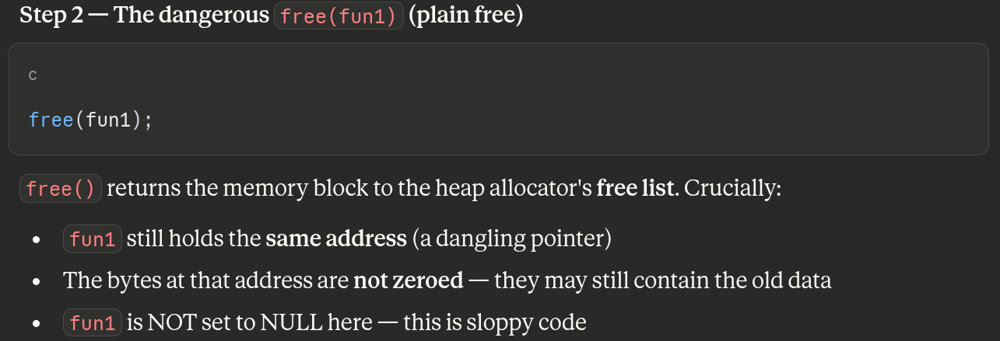 Step 2 — The dangerous free(fun1) (plain free)
c
free(fun1);
free() returns the memory block to the heap allocator's free list. Crucially:
• fun1 still holds the same address (a dangling pointer)
• The bytes at that address are not zeroed — they may still contain the old data
• fun1 is NOT set to NULL here — this is sloppy code